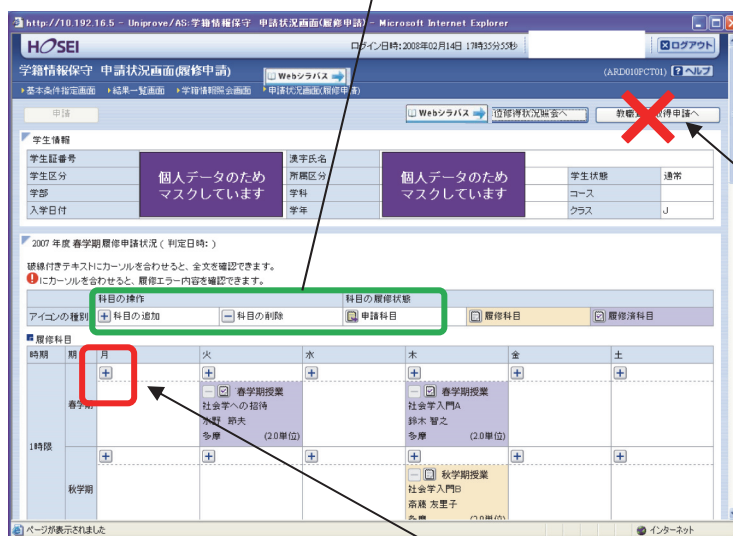 http://10.192.16.5 - Uniprove/AS:学籍情報保守 申請状況画面(履修申請) - Microsoft Internet Explorer
HOSEI
ログイン日時:2008年02月14日 17時35分55秒
ログアウト
学籍情報保守 申請状況画面(履修申請)
Webシラバス
(ARD010PCT01)
ヘルプ
基本条件指定画面 結果一覧画面 学籍情報照会画面 申請状況画面(履修申請)
申請
Webシラバス
位修得状況照会へ
教職
取得申請へ
学生情報
学生証番号
漢字氏名
学生区分
所属区分
学生状態 通常
個人データのため
マスクしています
個人データのため
マスクしています
学部
学科
コース
入学日付
学年
クラス J
2007 年度 春学期 履修申請状況 ( 判定日時: )
破線付きテキストにカーソルを合わせると、全文を確認できます。
にカーソルを合わせると、履修エラー内容を確認できます。
科目の操作 科目の履修状態
アイコンの種別 科目の追加 科目の削除 申請科目 履修科目 履修済科目
履修科目
時期 期 月 火 水 木 金 土
1時限
春学期
春学期授業
社会学への招待
水野 節夫
多摩 (2.0単位)
春学期授業
社会学入門A
鈴木 智之
多摩 (2.0単位)
秋学期
秋学期授業
社会学入門B
斎藤 友里子
多摩 (2.0単位)
ページが表示されました
インターネット